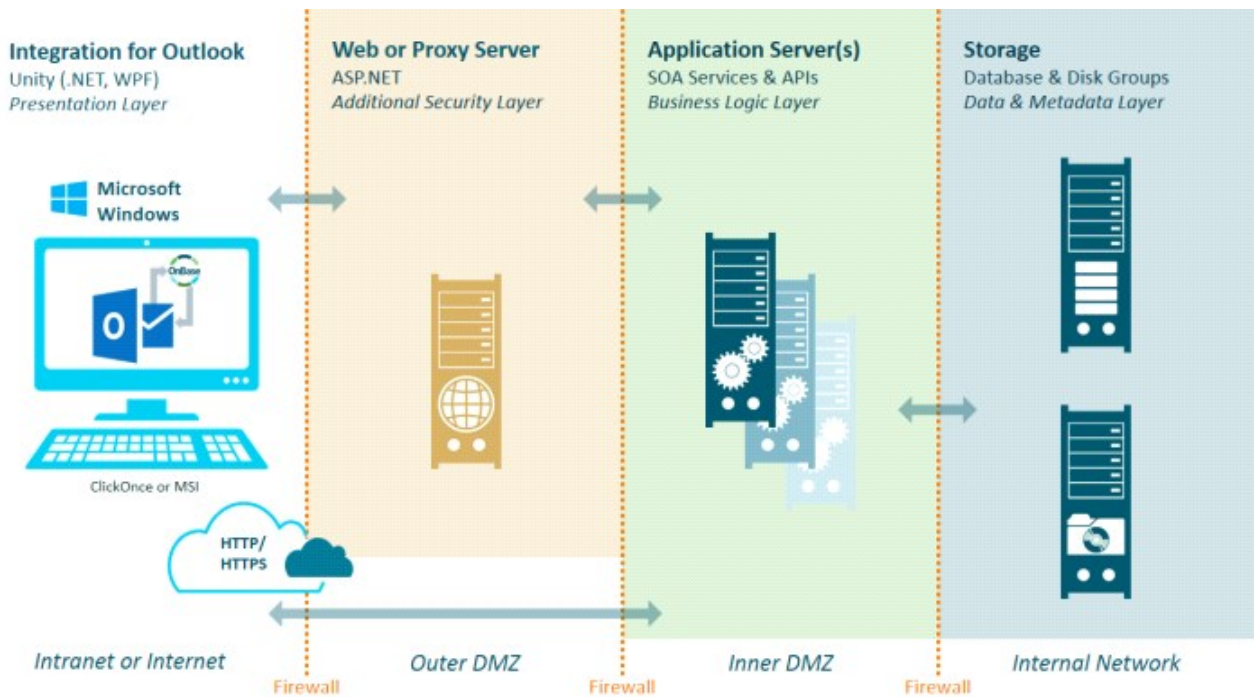 Integration for Outlook
Unity (.NET, WPF)
Presentation Layer
Web or Proxy Server
ASP.NET
Additional Security Layer
Application Server(s)
SOA Services & APIs
Business Logic Layer
Storage
Database & Disk Groups
Data & Metadata Layer
Microsoft
Windows
OnBase
O
ClickOnce or MSI
HTTP/
HTTPS
Intranet or Internet
Outer DMZ
Inner DMZ
Internal Network
Firewall
Firewall
Firewall